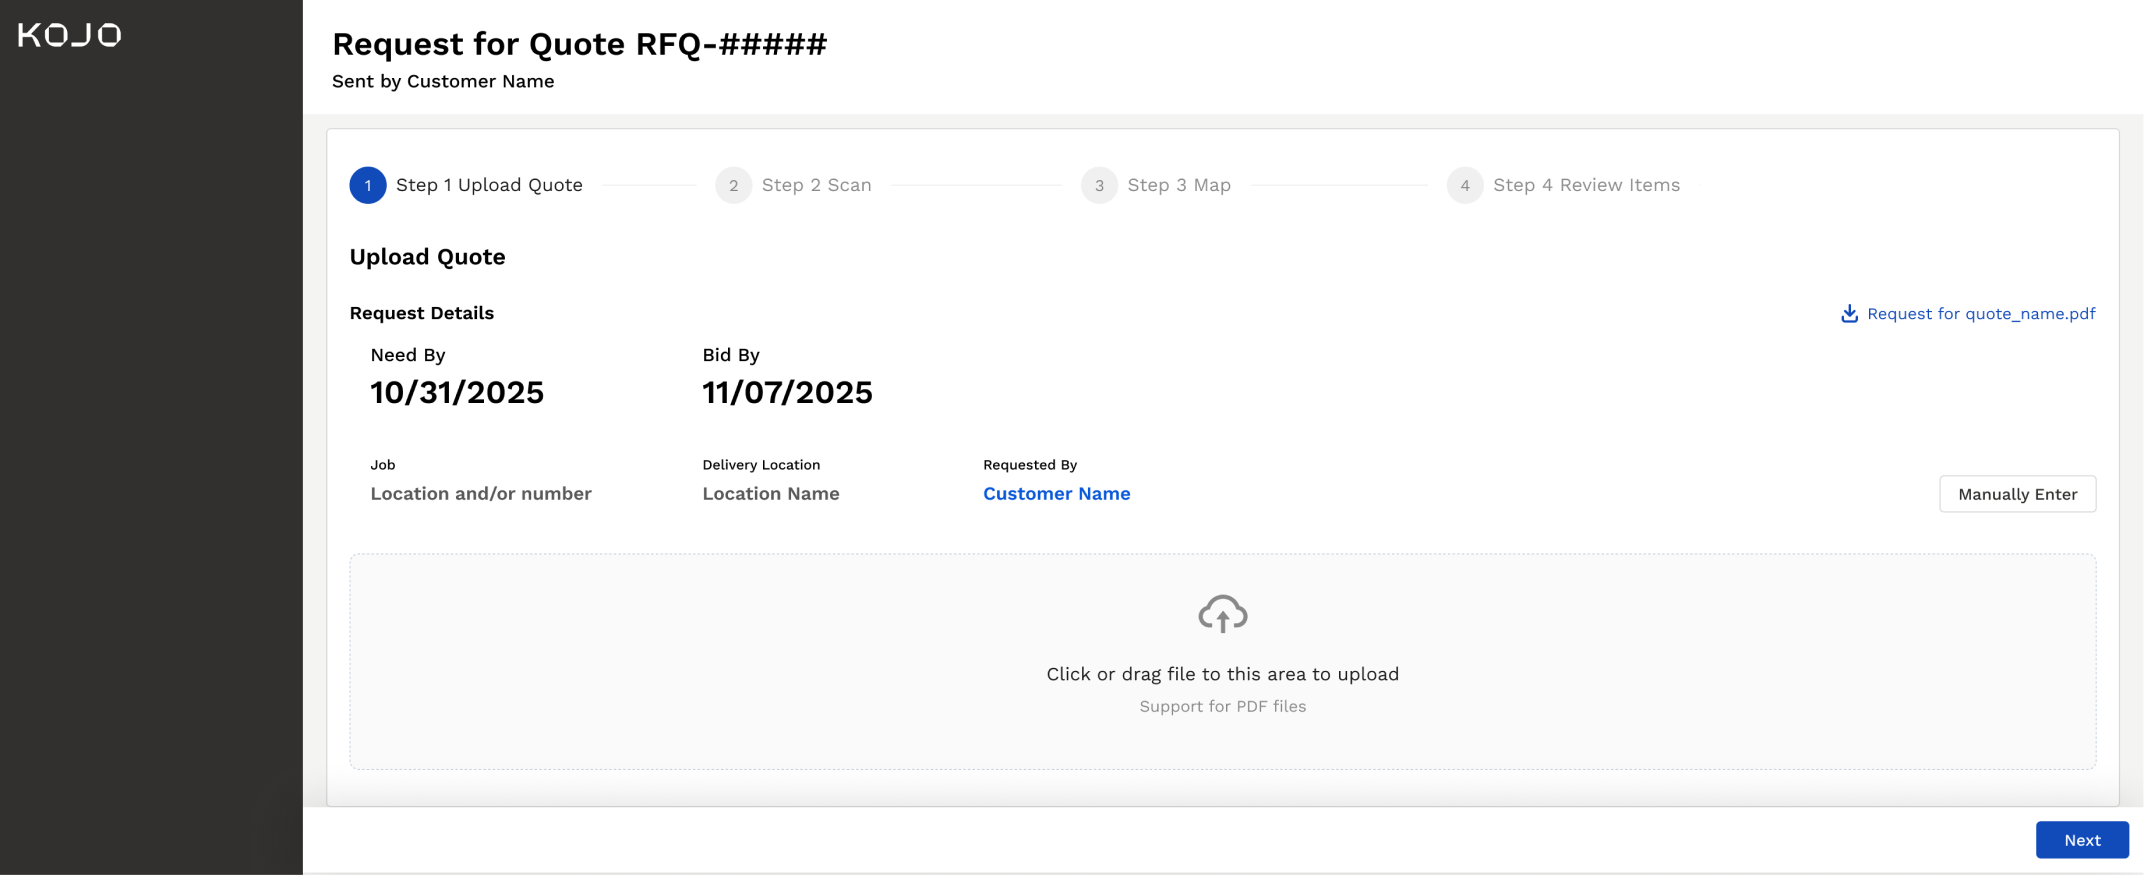 KOJO
Request for Quote RFQ-#####
Sent by Customer Name
1 Step 1 Upload Quote 2 Step 2 Scan 3 Step 3 Map 4 Step 4 Review Items
Upload Quote
Request Details Request for quote_name.pdf
Need By Bid By
10/31/2025 11/07/2025
Job Delivery Location Requested By
Location and/or number Location Name Customer Name Manually Enter
Click or drag file to this area to upload
Support for PDF files
Next